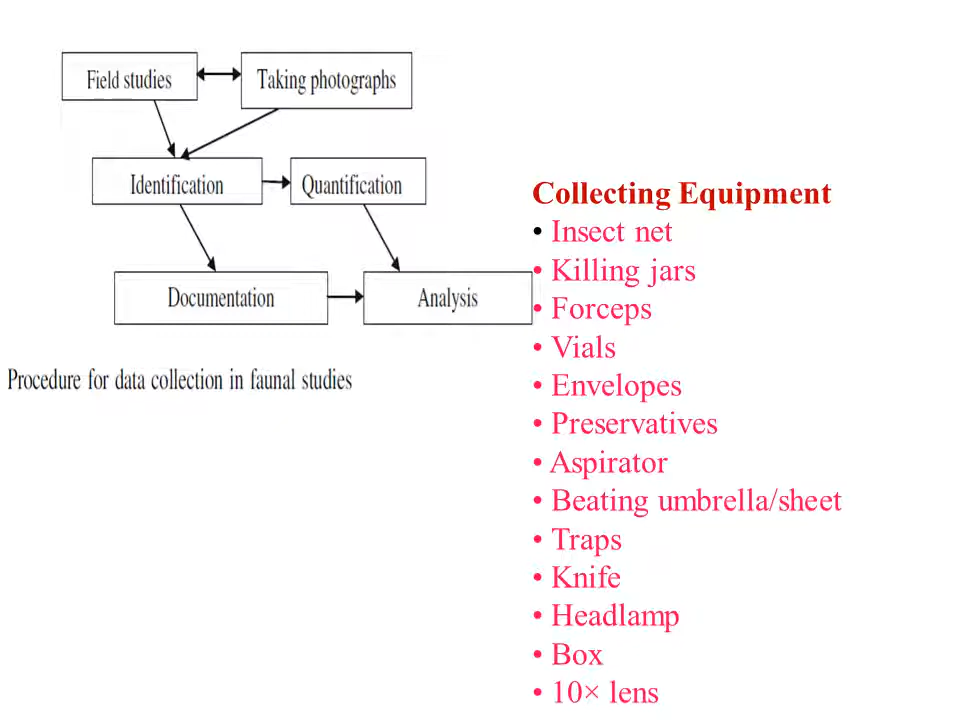 Field studies
Taking photographs
Identification
Quantification
Documentation
Analysis
Procedure for data collection in faunal studies
Collecting Equipment
• Insect net
• Killing jars
• Forceps
• Vials
• Envelopes
• Preservatives
• Aspirator
• Beating umbrella/sheet
• Traps
• Knife
• Headlamp
• Box
• 10× lens